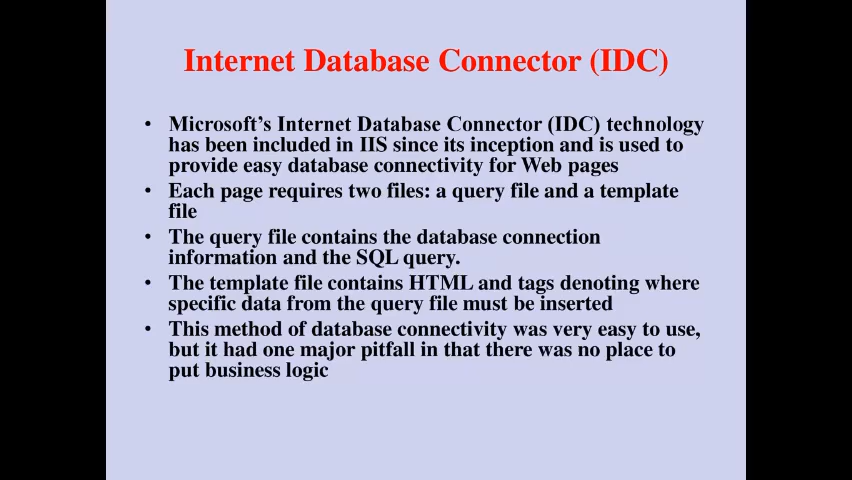 Internet Database Connector (IDC)
• Microsoft’s Internet Database Connector (IDC) technology
has been included in IIS since its inception and is used to
provide easy database connectivity for Web pages
• Each page requires two files: a query file and a template
file
• The query file contains the database connection
information and the SQL query.
• The template file contains HTML and tags denoting where
specific data from the query file must be inserted
• This method of database connectivity was very easy to use,
but it had one major pitfall in that there was no place to
put business logic